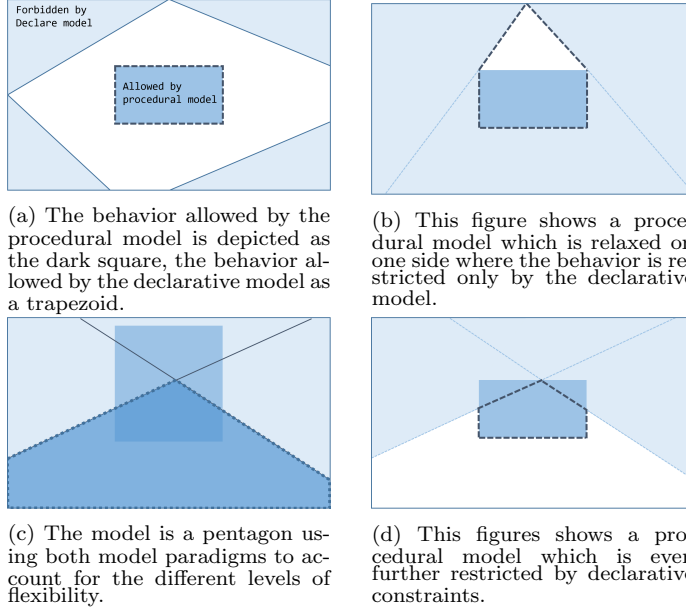 Forbidden by
Declare model
Allowed by
procedural model
(a) The behavior allowed by the
procedural model is depicted as
the dark square, the behavior al-
lowed by the declarative model as
a trapezoid.
(b) This figure shows a proce-
dural model which is relaxed on
one side where the behavior is re-
stricted only by the declarative
model.
(c) The model is a pentagon us-
ing both model paradigms to ac-
count for the different levels of
flexibility.
(d) This figures shows a pro-
cedural model which is even
further restricted by declarative
constraints.